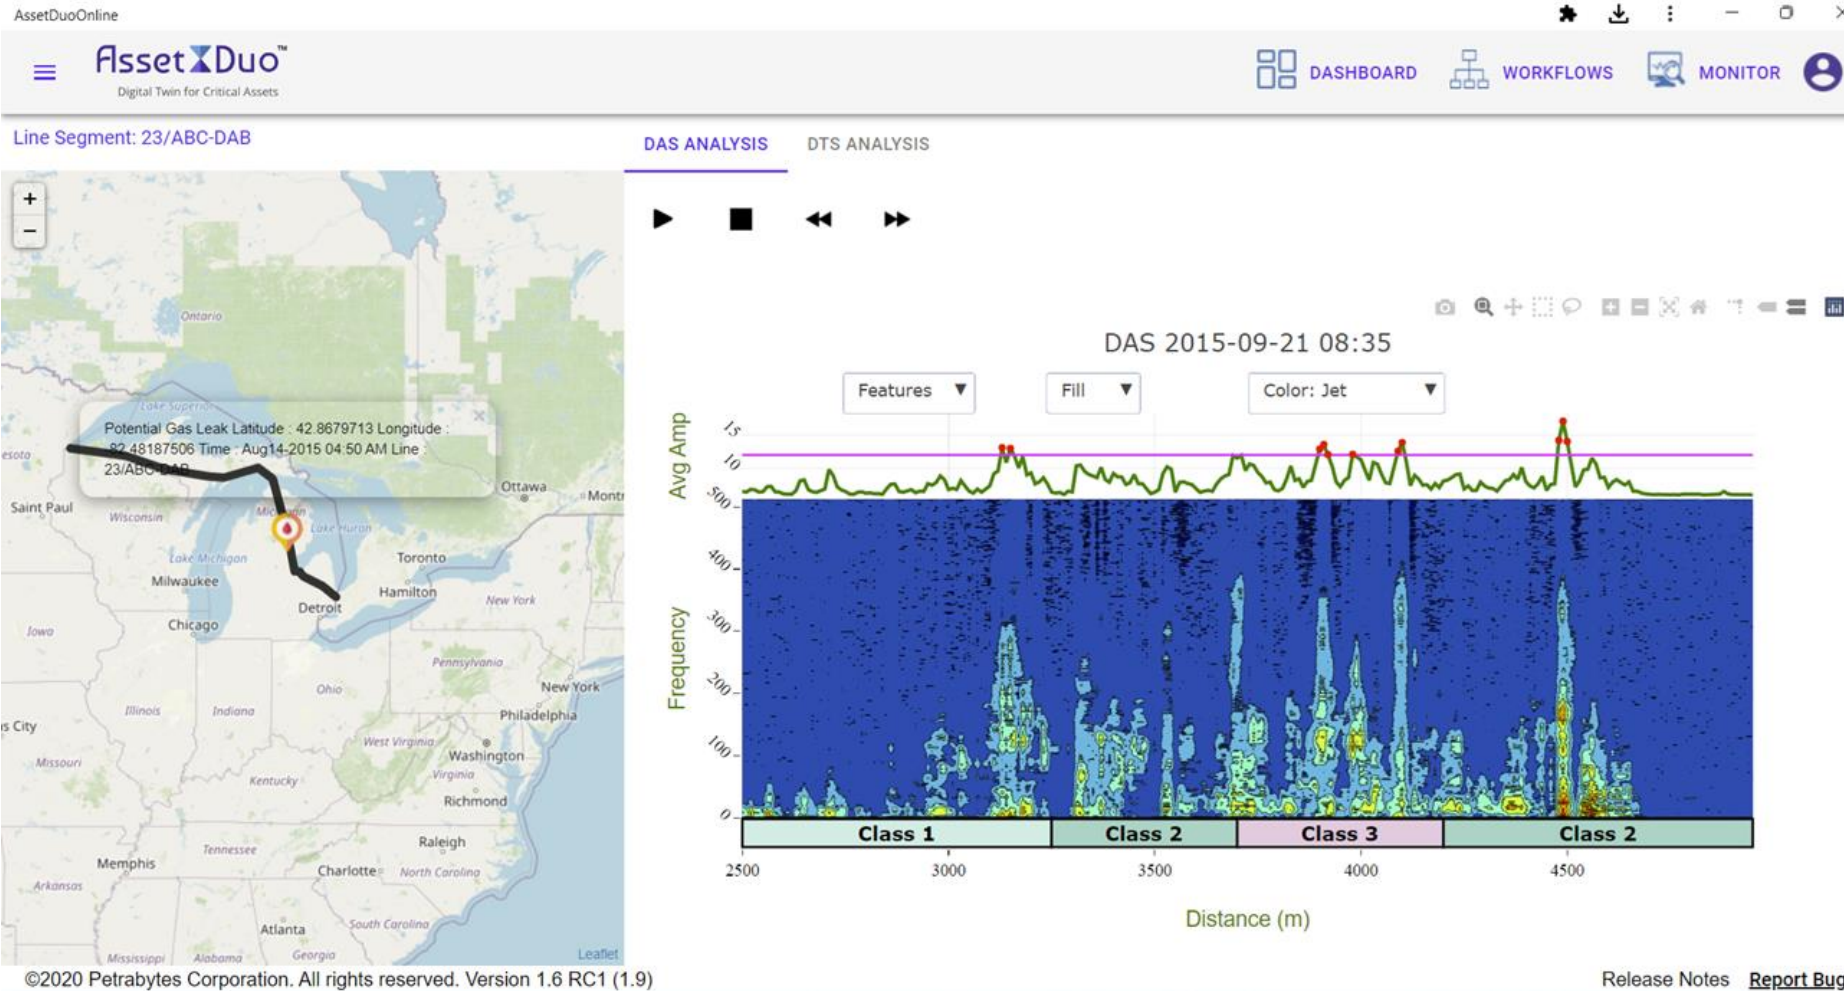 AssetDuoOnline
AssetXDuo™
Digital Twin for Critical Assets
DASHBOARD
WORKFLOWS
MONITOR
Line Segment: 23/ABC-DAB
DAS ANALYSIS
DTS ANALYSIS
+
−
Ontario
Lake Superior
Potential Gas Leak Latitude : 42.8679713 Longitude :
-82.48187506 Time : Aug14-2015 04:50 AM Line :
23/ABC-DAB
×
esota
Saint Paul
Wisconsin
Michigan
Lake Huron
Ottawa
Montr
Lake Michigan
Toronto
Milwaukee
Hamilton
Detroit
New York
Iowa
Chicago
Pennsylvania
Ohio
New York
Illinois
Indiana
Philadelphia
as City
West Virginia
Washington
Missouri
Virginia
Kentucky
Richmond
Tennessee
Raleigh
Memphis
Charlotte
North Carolina
Arkansas
South Carolina
Atlanta
Mississippi
Alabama
Georgia
Leaflet
DAS 2015-09-21 08:35
Features ▼
Fill ▼
Color: Jet ▼
Avg Amp
15
10
Frequency
500
400
300
200
100
0
Class 1
Class 2
Class 3
Class 2
2500
3000
3500
4000
4500
Distance (m)
©2020 Petrabytes Corporation. All rights reserved. Version 1.6 RC1 (1.9)
Release Notes
Report Bug